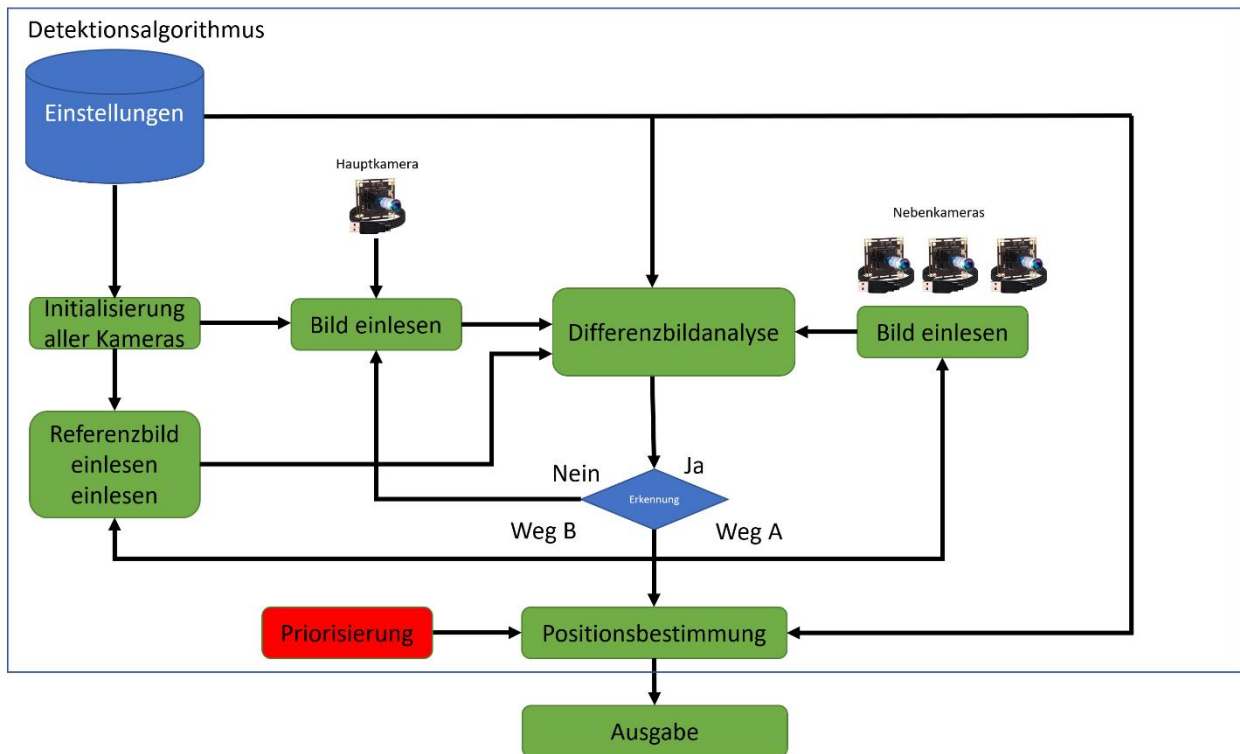 Detektionsalgorithmus
Einstellungen
Hauptkamera
Nebenkameras
Initialisierung
aller Kameras
Bild einlesen
Differenzbildanalyse
Bild einlesen
Referenzbild
einlesen
einlesen
Nein
Ja
Erkennung
Weg B
Weg A
Priorisierung
Positionsbestimmung
Ausgabe